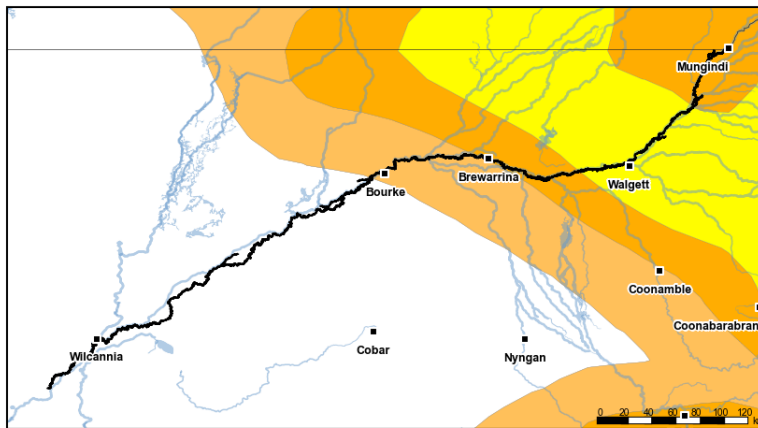 Mungindi
Brewarrina
Bourke
Walgett
Coonamble
Coonabarabran
Wilcannia
Cobar
Nyngan
0 20 40 60 80 100 120
k